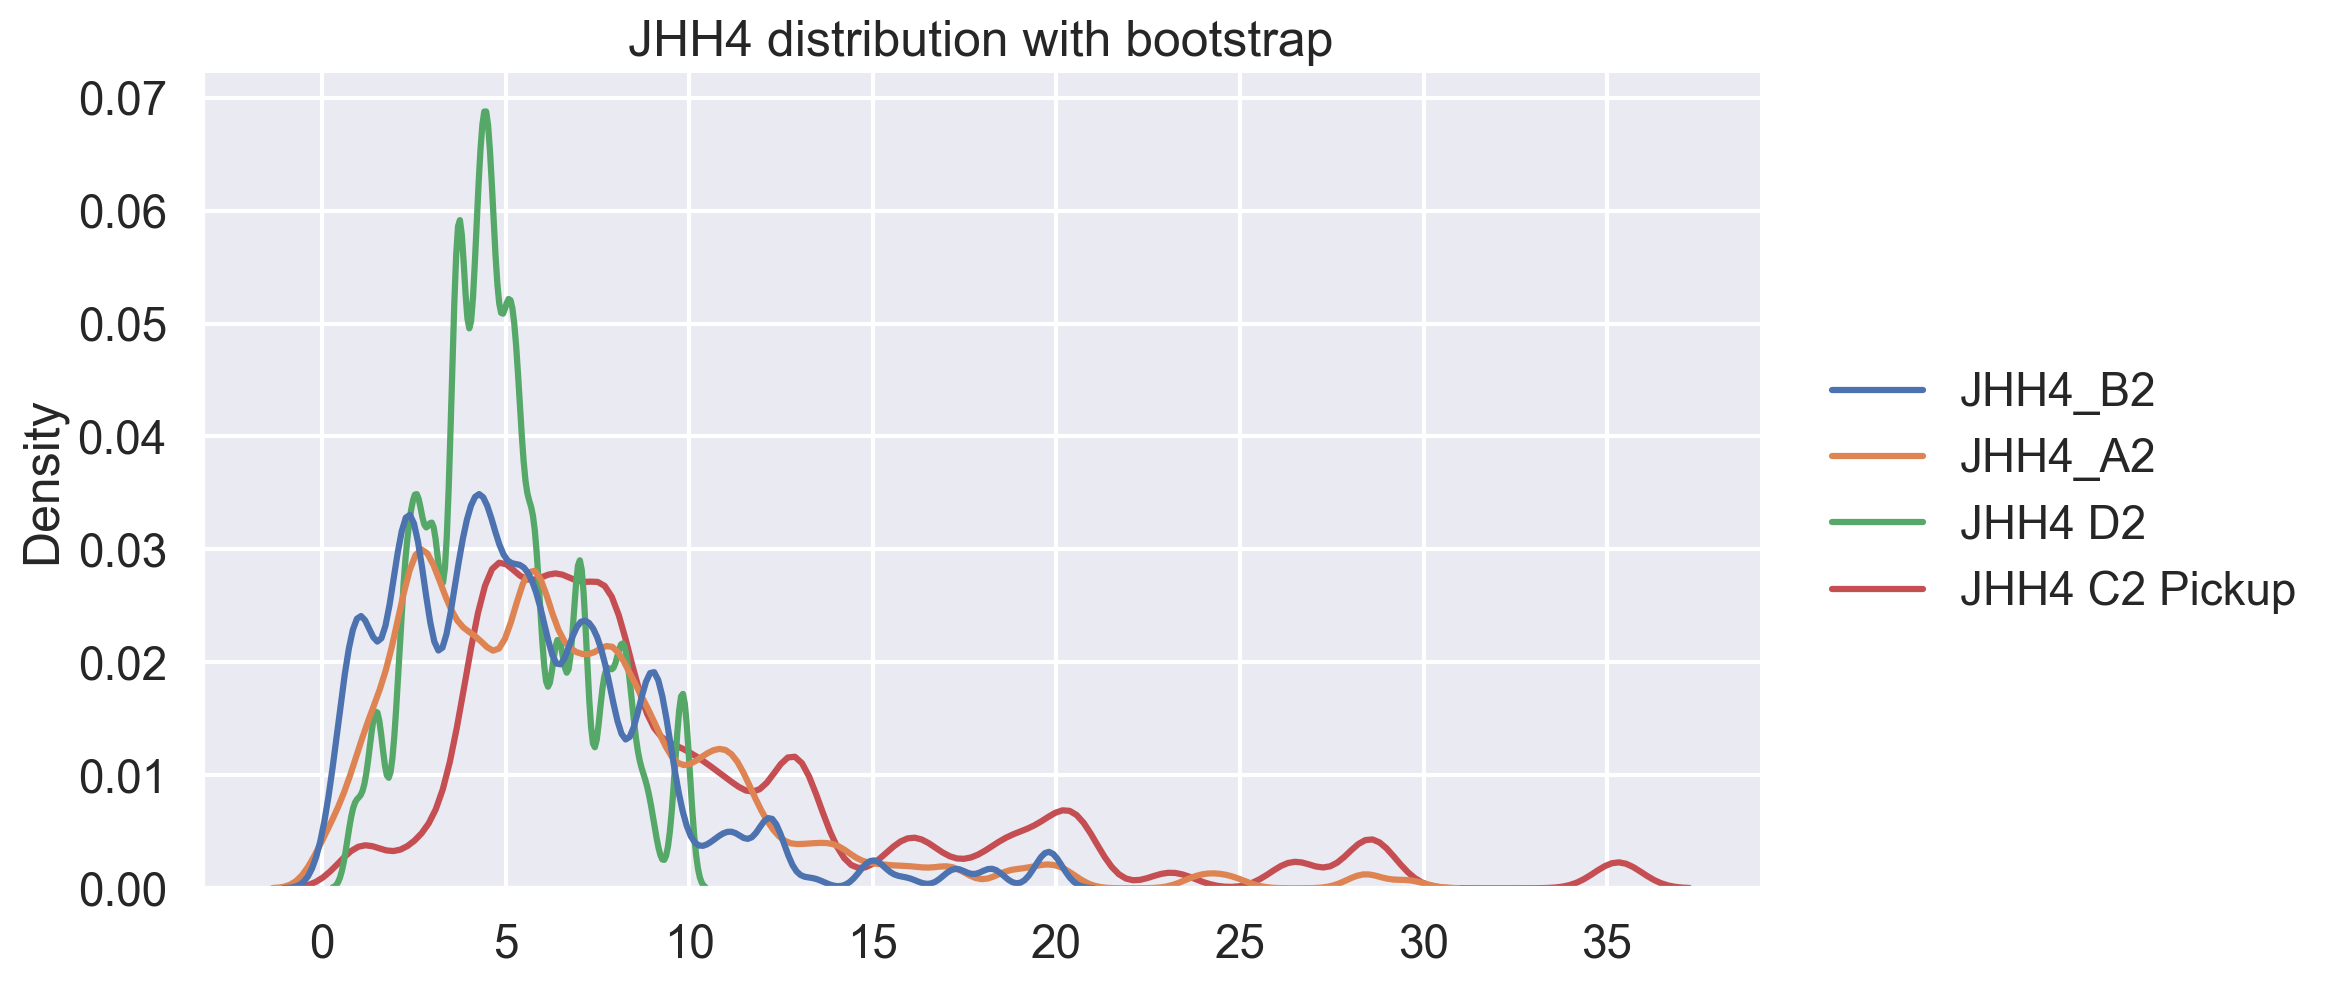 JHH4 distribution with bootstrap
Density
0.07
0.06
0.05
0.04
0.03
0.02
0.01
0.00
0 5 10 15 20 25 30 35
JHH4_B2
JHH4_A2
JHH4 D2
JHH4 C2 Pickup